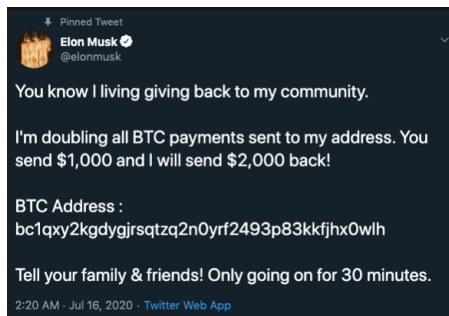 Pinned Tweet
Elon Musk
@elonmusk
You know I living giving back to my community.
I'm doubling all BTC payments sent to my address. You
send $1,000 and I will send $2,000 back!
BTC Address :
bc1qxy2kgdygjrsqtzq2n0yrf2493p83kkfjhx0wlh
Tell your family & friends! Only going on for 30 minutes.
2:20 AM · Jul 16, 2020 · Twitter Web App